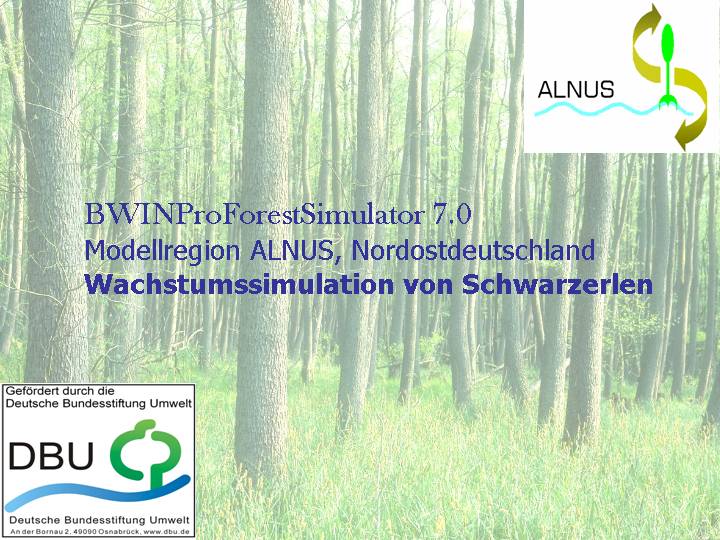 ALNUS
BWINProForestSimulator 7.0
Modellregion ALNUS, Nordostdeutschland
Wachstumssimulation von Schwarzerlen
Gefördert durch die
Deutsche Bundesstiftung Umwelt
DBU
Deutsche Bundesstiftung Umwelt
An der Bornau 2, 49090 Osnabrück, www.dbu.de